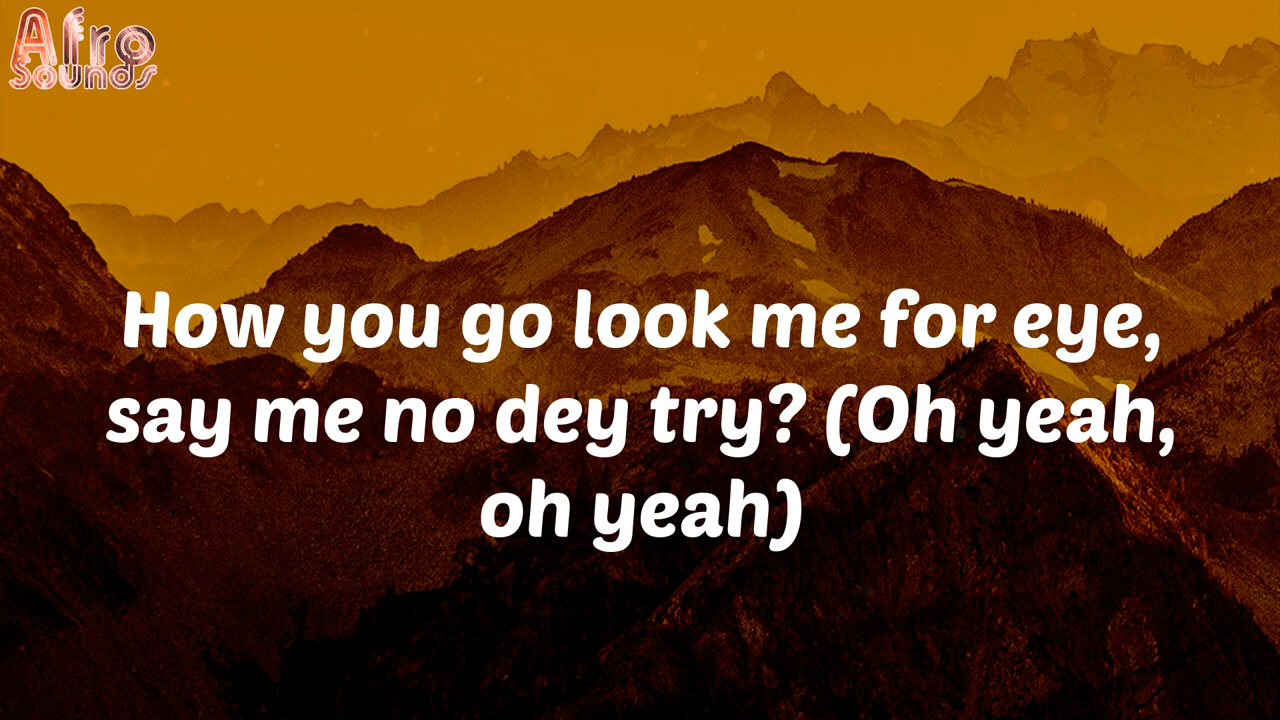 Afro
Sounds
How you go look me for eye,
say me no dey try? (Oh yeah,
oh yeah)